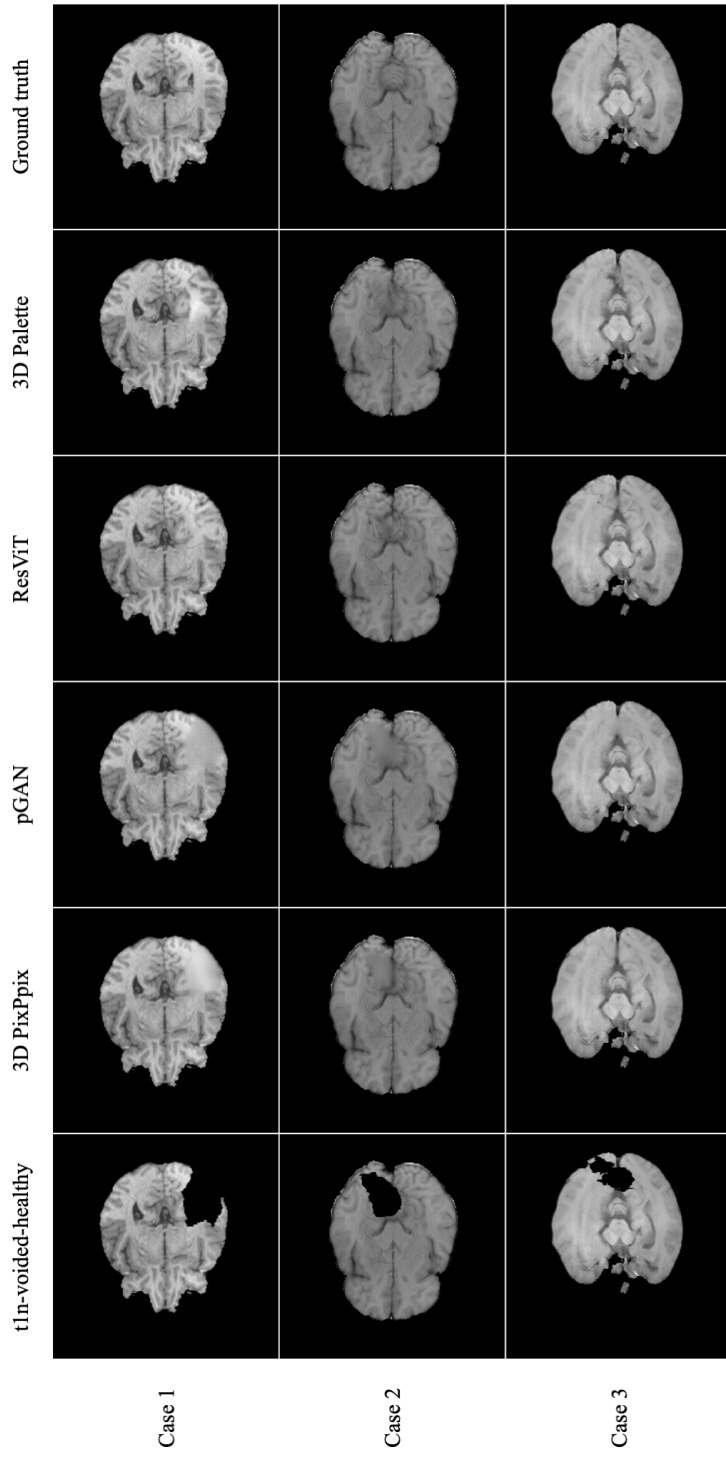 t1n-voided-healthy
3D PixPpix
pGAN
ResViT
3D Palette
Ground truth
Case 1
Case 2
Case 3